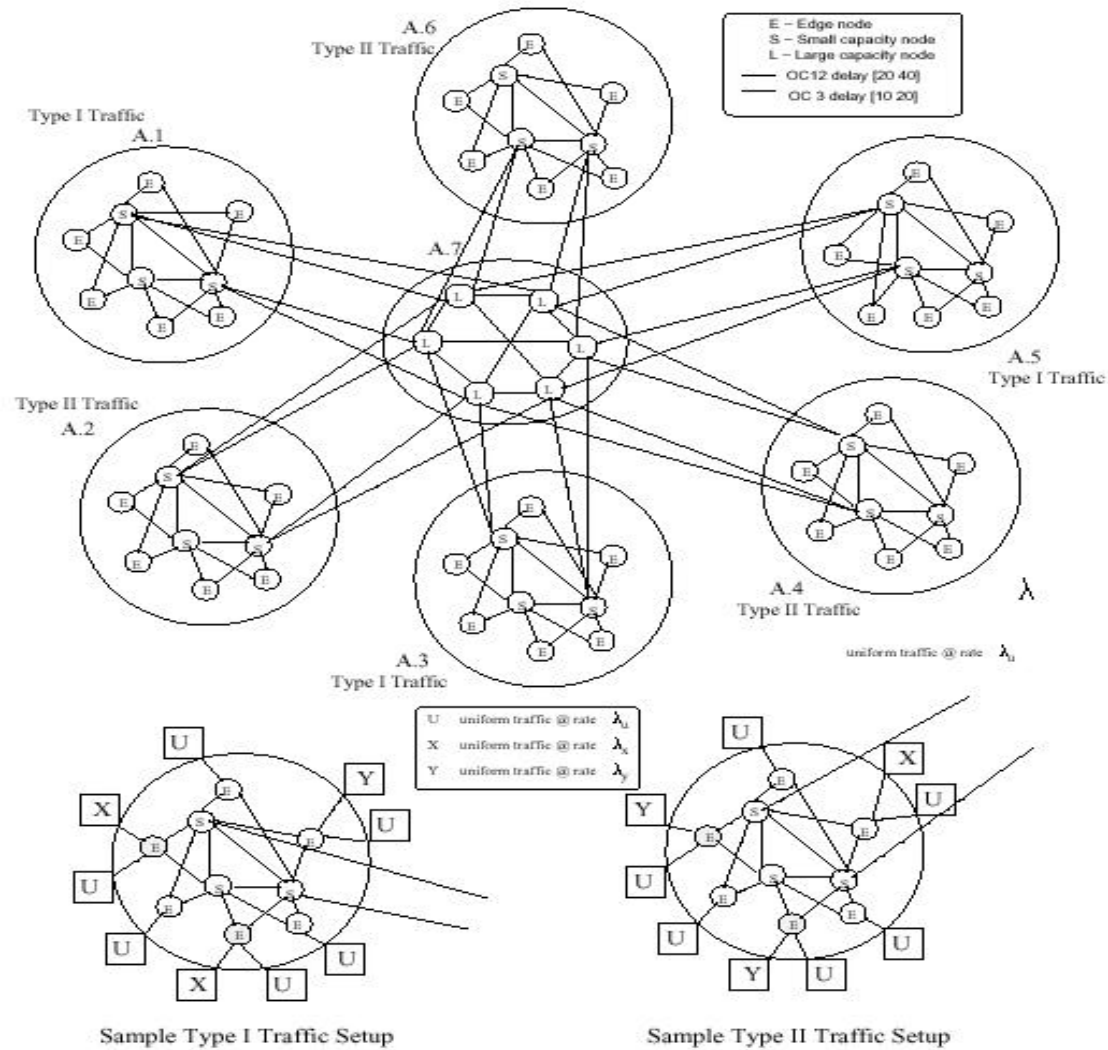 A.6
Type II Traffic
E – Edge node
S – Small capacity node
L – Large capacity node
OC12 delay [20 40]
OC 3 delay [10 20]
Type I Traffic
A.1
E
S
E
E
S
S
E
E
E
E
S
E
E
S
S
E
E
E
S
E
E
S
S
E
E
E
E
A.7
L
L
L
L
L
L
A.5
Type I Traffic
Type II Traffic
A.2
E
S
E
E
S
S
E
E
E
E
S
E
E
S
S
E
E
E
E
S
E
E
S
S
E
E
E
A.4
Type II Traffic
λ
A.3
Type I Traffic
uniform traffic @ rate λu
U uniform traffic @ rate λu
X uniform traffic @ rate λx
Y uniform traffic @ rate λy
U
Y
X
U
U
U
U
X
U
E
S
E
E
S
S
E
E
E
U
X
Y
U
U
U
U
Y
U
E
S
E
E
S
S
E
E
E
Sample Type I Traffic Setup
Sample Type II Traffic Setup